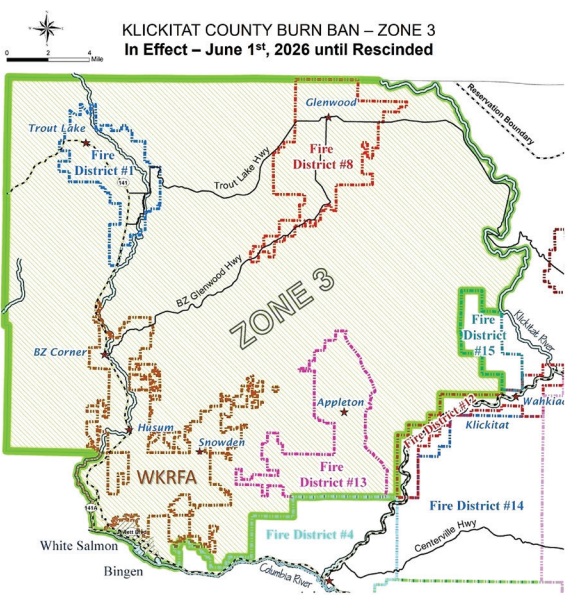 KLICKITAT COUNTY BURN BAN – ZONE 3
In Effect – June 1st, 2026 until Rescinded
0 2 4
Mile
Reservation Boundary
Glenwood
Trout Lake
Fire
District #1
Fire
District #8
141
Trout Lake Hwy
BZ Glenwood Hwy
ZONE 3
Klickitat River
Fire
District
#15
BZ Corner
Appleton
Wahkiac
Fire District #12
Klickitat
Husum
Snowden
WKRFA
Fire
District #13
141A
Fire District #14
Fire District #4
White Salmon
Centerville Hwy
Bingen
Columbia River